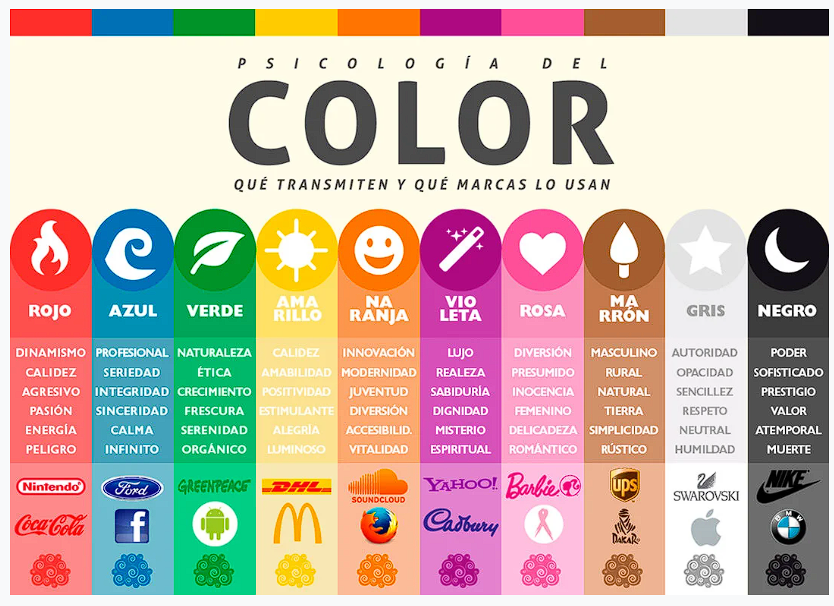 PSICOLOGÍA DEL
COLOR
QUÉ TRANSMITEN Y QUÉ MARCAS LO USAN
ROJO
DINAMISMO
CALIDEZ
AGRESIVO
PASIÓN
ENERGÍA
PELIGRO
Nintendo
Coca-Cola
AZUL
PROFESIONAL
SERIEDAD
INTEGRIDAD
SINCERIDAD
CALMA
INFINITO
Ford
f
VERDE
NATURALEZA
ÉTICA
CRECIMIENTO
FRESCURA
SERENIDAD
ORGÁNICO
GREENPEACE
AMA
RILLO
CALIDEZ
AMABILIDAD
POSITIVIDAD
ESTIMULANTE
ALEGRÍA
LUMINOSO
DHL
NA
RANJA
INNOVACIÓN
MODERNIDAD
JUVENTUD
DIVERSIÓN
ACCESIBILID.
VITALIDAD
SOUNDCLOUD
VIO
LETA
LUJO
REALEZA
SABIDURÍA
DIGNIDAD
MISTERIO
ESPIRITUAL
YAHOO!
Cadbury
ROSA
DIVERSIÓN
PRESUMIDO
INOCENCIA
FEMENINO
DELICADEZA
ROMÁNTICO
Barbie
MA
RRÓN
MASCULINO
RURAL
NATURAL
TIERRA
SIMPLICIDAD
RÚSTICO
ups
DAKAR
GRIS
AUTORIDAD
OPACIDAD
SENCILLEZ
RESPETO
NEUTRAL
HUMILDAD
SWAROVSKI
NEGRO
PODER
SOFISTICADO
PRESTIGIO
VALOR
ATEMPORAL
MUERTE
NIKE
BMW